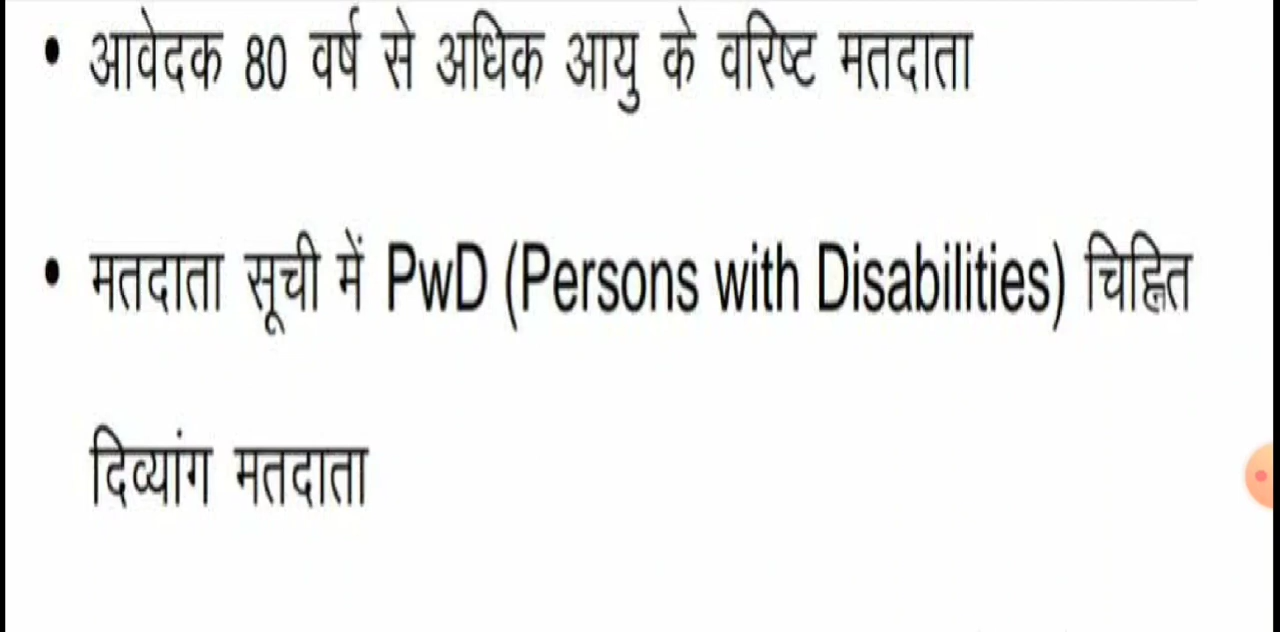 • आवेदक 80 वर्ष से अधिक आयु के वरिष्ट मतदाता
• मतदाता सूची में PwD (Persons with Disabilities) चिह्नित
दिव्यांग मतदाता